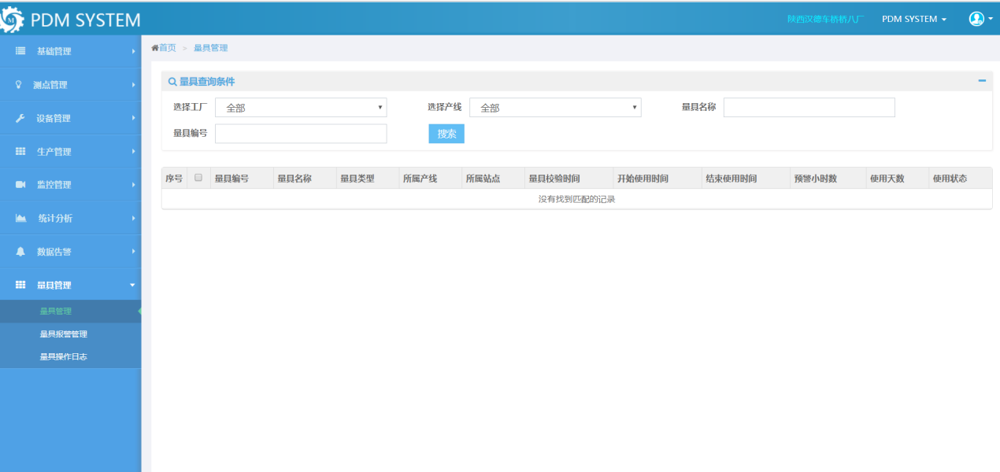 PDM SYSTEM
陕西汉德车桥桥八厂
PDM SYSTEM
基础管理
测点管理
设备管理
生产管理
监控管理
统计分析
数据告警
量具管理
量具管理
量具报警管理
量具操作日志
首页 > 量具管理
量具查询条件
选择工厂 全部 选择产线 全部 量具名称
量具编号 搜索
序号 量具编号 量具名称 量具类型 所属产线 所属站点 量具校验时间 开始使用时间 结束使用时间 预警小时数 使用天数 使用状态
没有找到匹配的记录